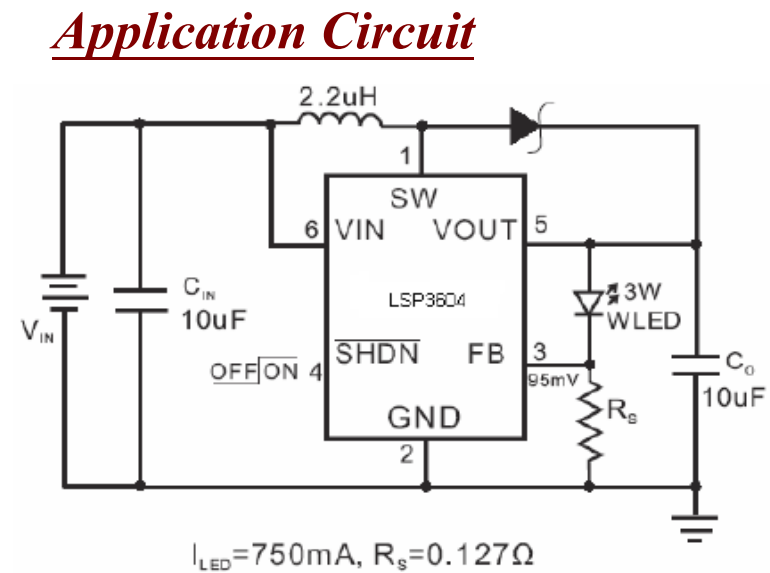 Application Circuit
2.2uH
1
SW
6 VIN
VOUT 5
LSP3604
CIN
10uF
VIN
3W
WLED
SHDN
FB 3
OFF ON 4
95mV
CO
10uF
RS
GND
2
ILED=750mA, RS=0.127Ω